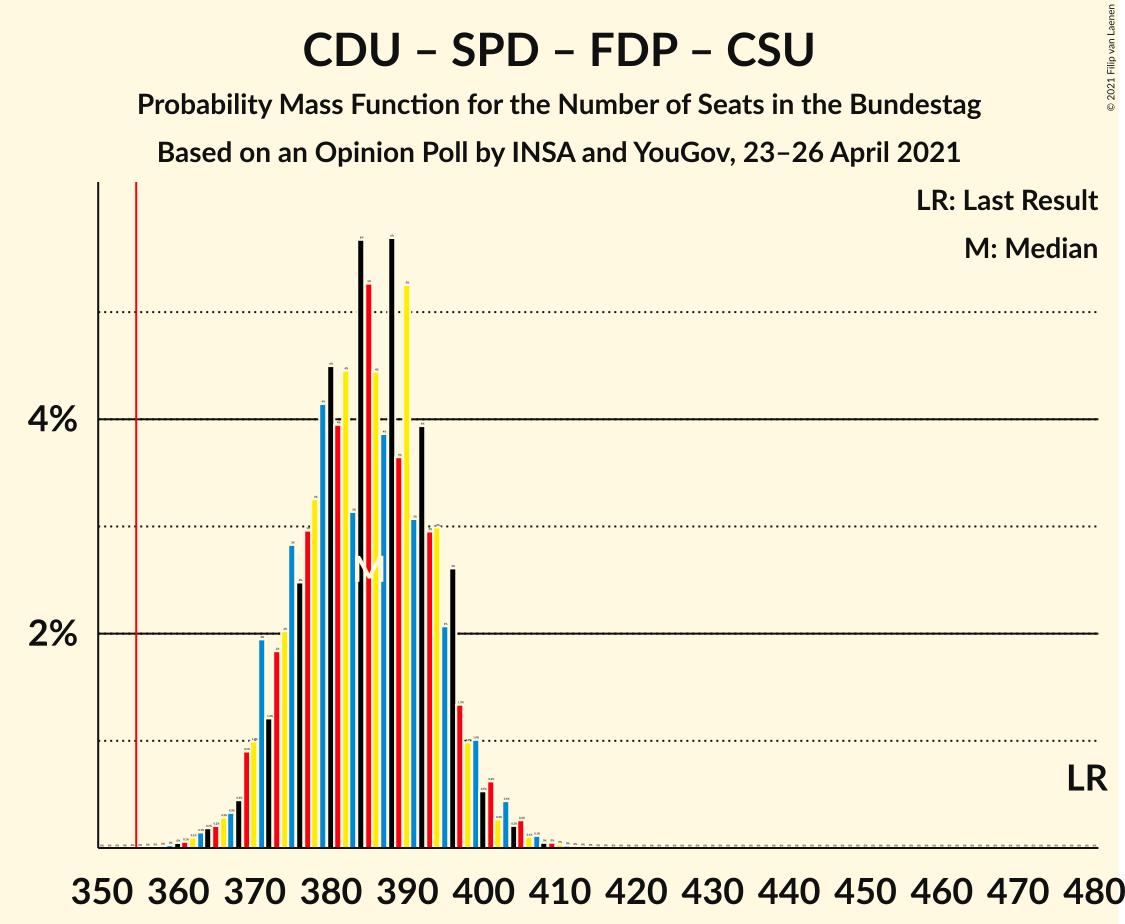 CDU – SPD – FDP – CSU
Probability Mass Function for the Number of Seats in the Bundestag
Based on an Opinion Poll by INSA and YouGov, 23–26 April 2021
© 2021 Filip van Laenen
LR: Last Result
M: Median
4%
2%
M
LR
350 360 370 380 390 400 410 420 430 440 450 460 470 480